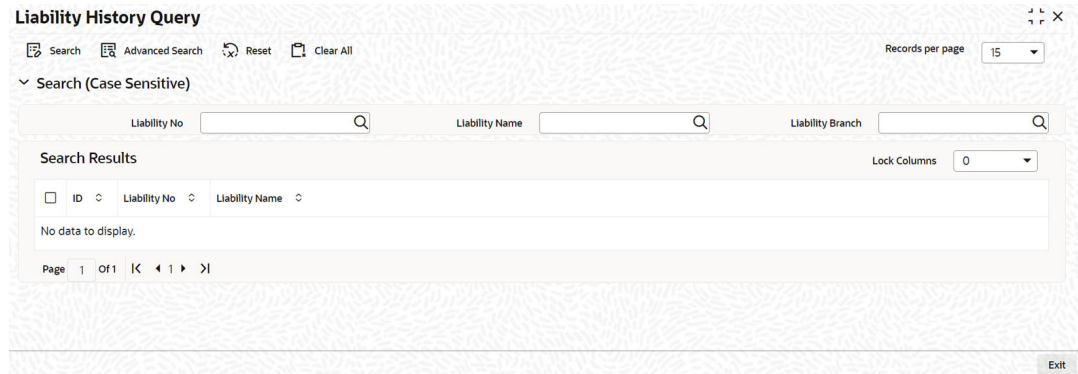 Liability History Query
Search Advanced Search Reset Clear All Records per page 15
Search (Case Sensitive)
Liability No Liability Name Liability Branch
Search Results Lock Columns 0
ID Liability No Liability Name
No data to display.
Page 1 Of 1 1
Exit